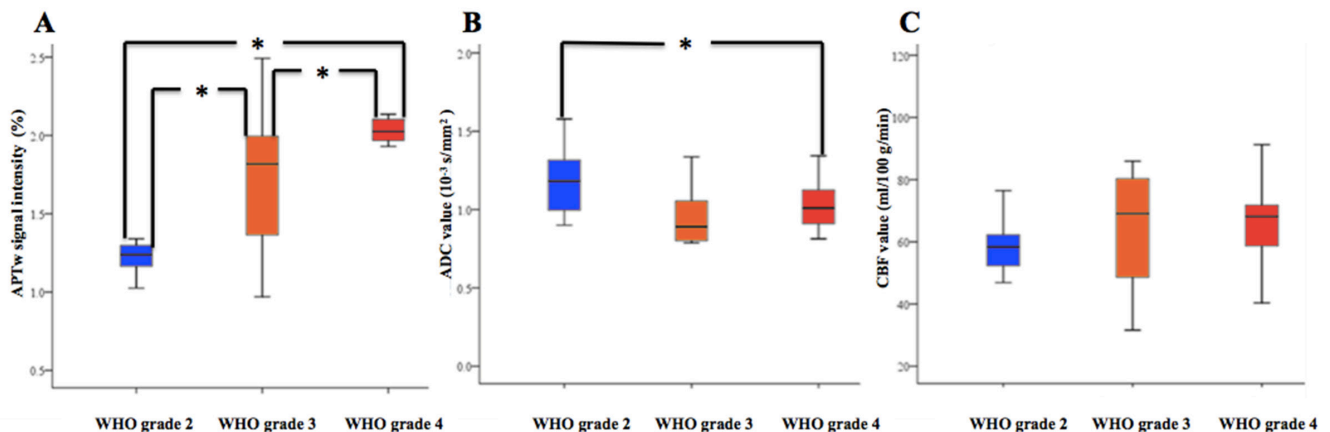 A
APTw signal intensity (%)
2.5
2.0
1.5
1.0
0.5
*
*
*
WHO grade 2 WHO grade 3 WHO grade 4
B
ADC value (10-3 s/mm2 )
2.0
1.5
1.0
0.5
0.0
*
WHO grade 2 WHO grade 3 WHO grade 4
C
CBF value (ml/100 g/min)
120
100
80
60
40
20
WHO grade 2 WHO grade 3 WHO grade 4